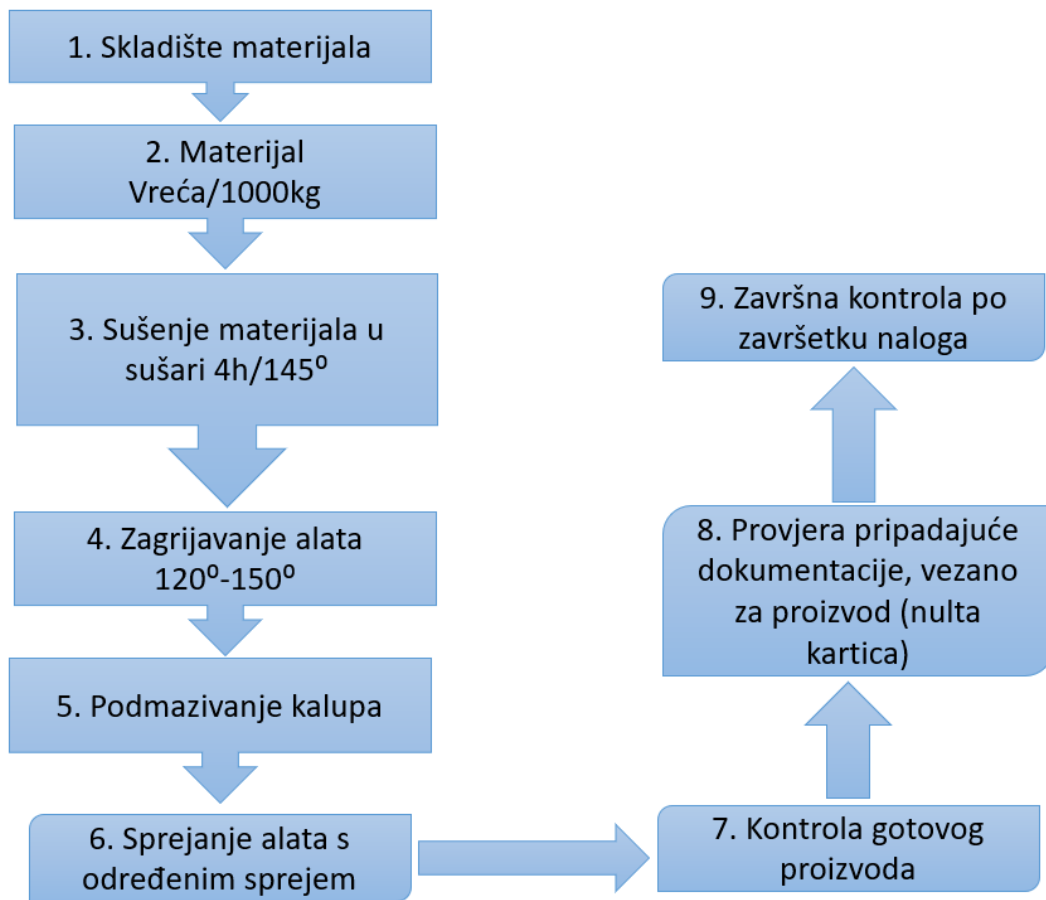 1. Skladište materijala
2. Materijal
Vreća/1000kg
3. Sušenje materijala u
sušari 4h/145⁰
4. Zagrijavanje alata
120⁰-150⁰
5. Podmazivanje kalupa
6. Sprejanje alata s
određenim sprejem
7. Kontrola gotovog
proizvoda
8. Provjera pripadajuće
dokumentacije, vezano
za proizvod (nulta
kartica)
9. Završna kontrola po
završetku naloga